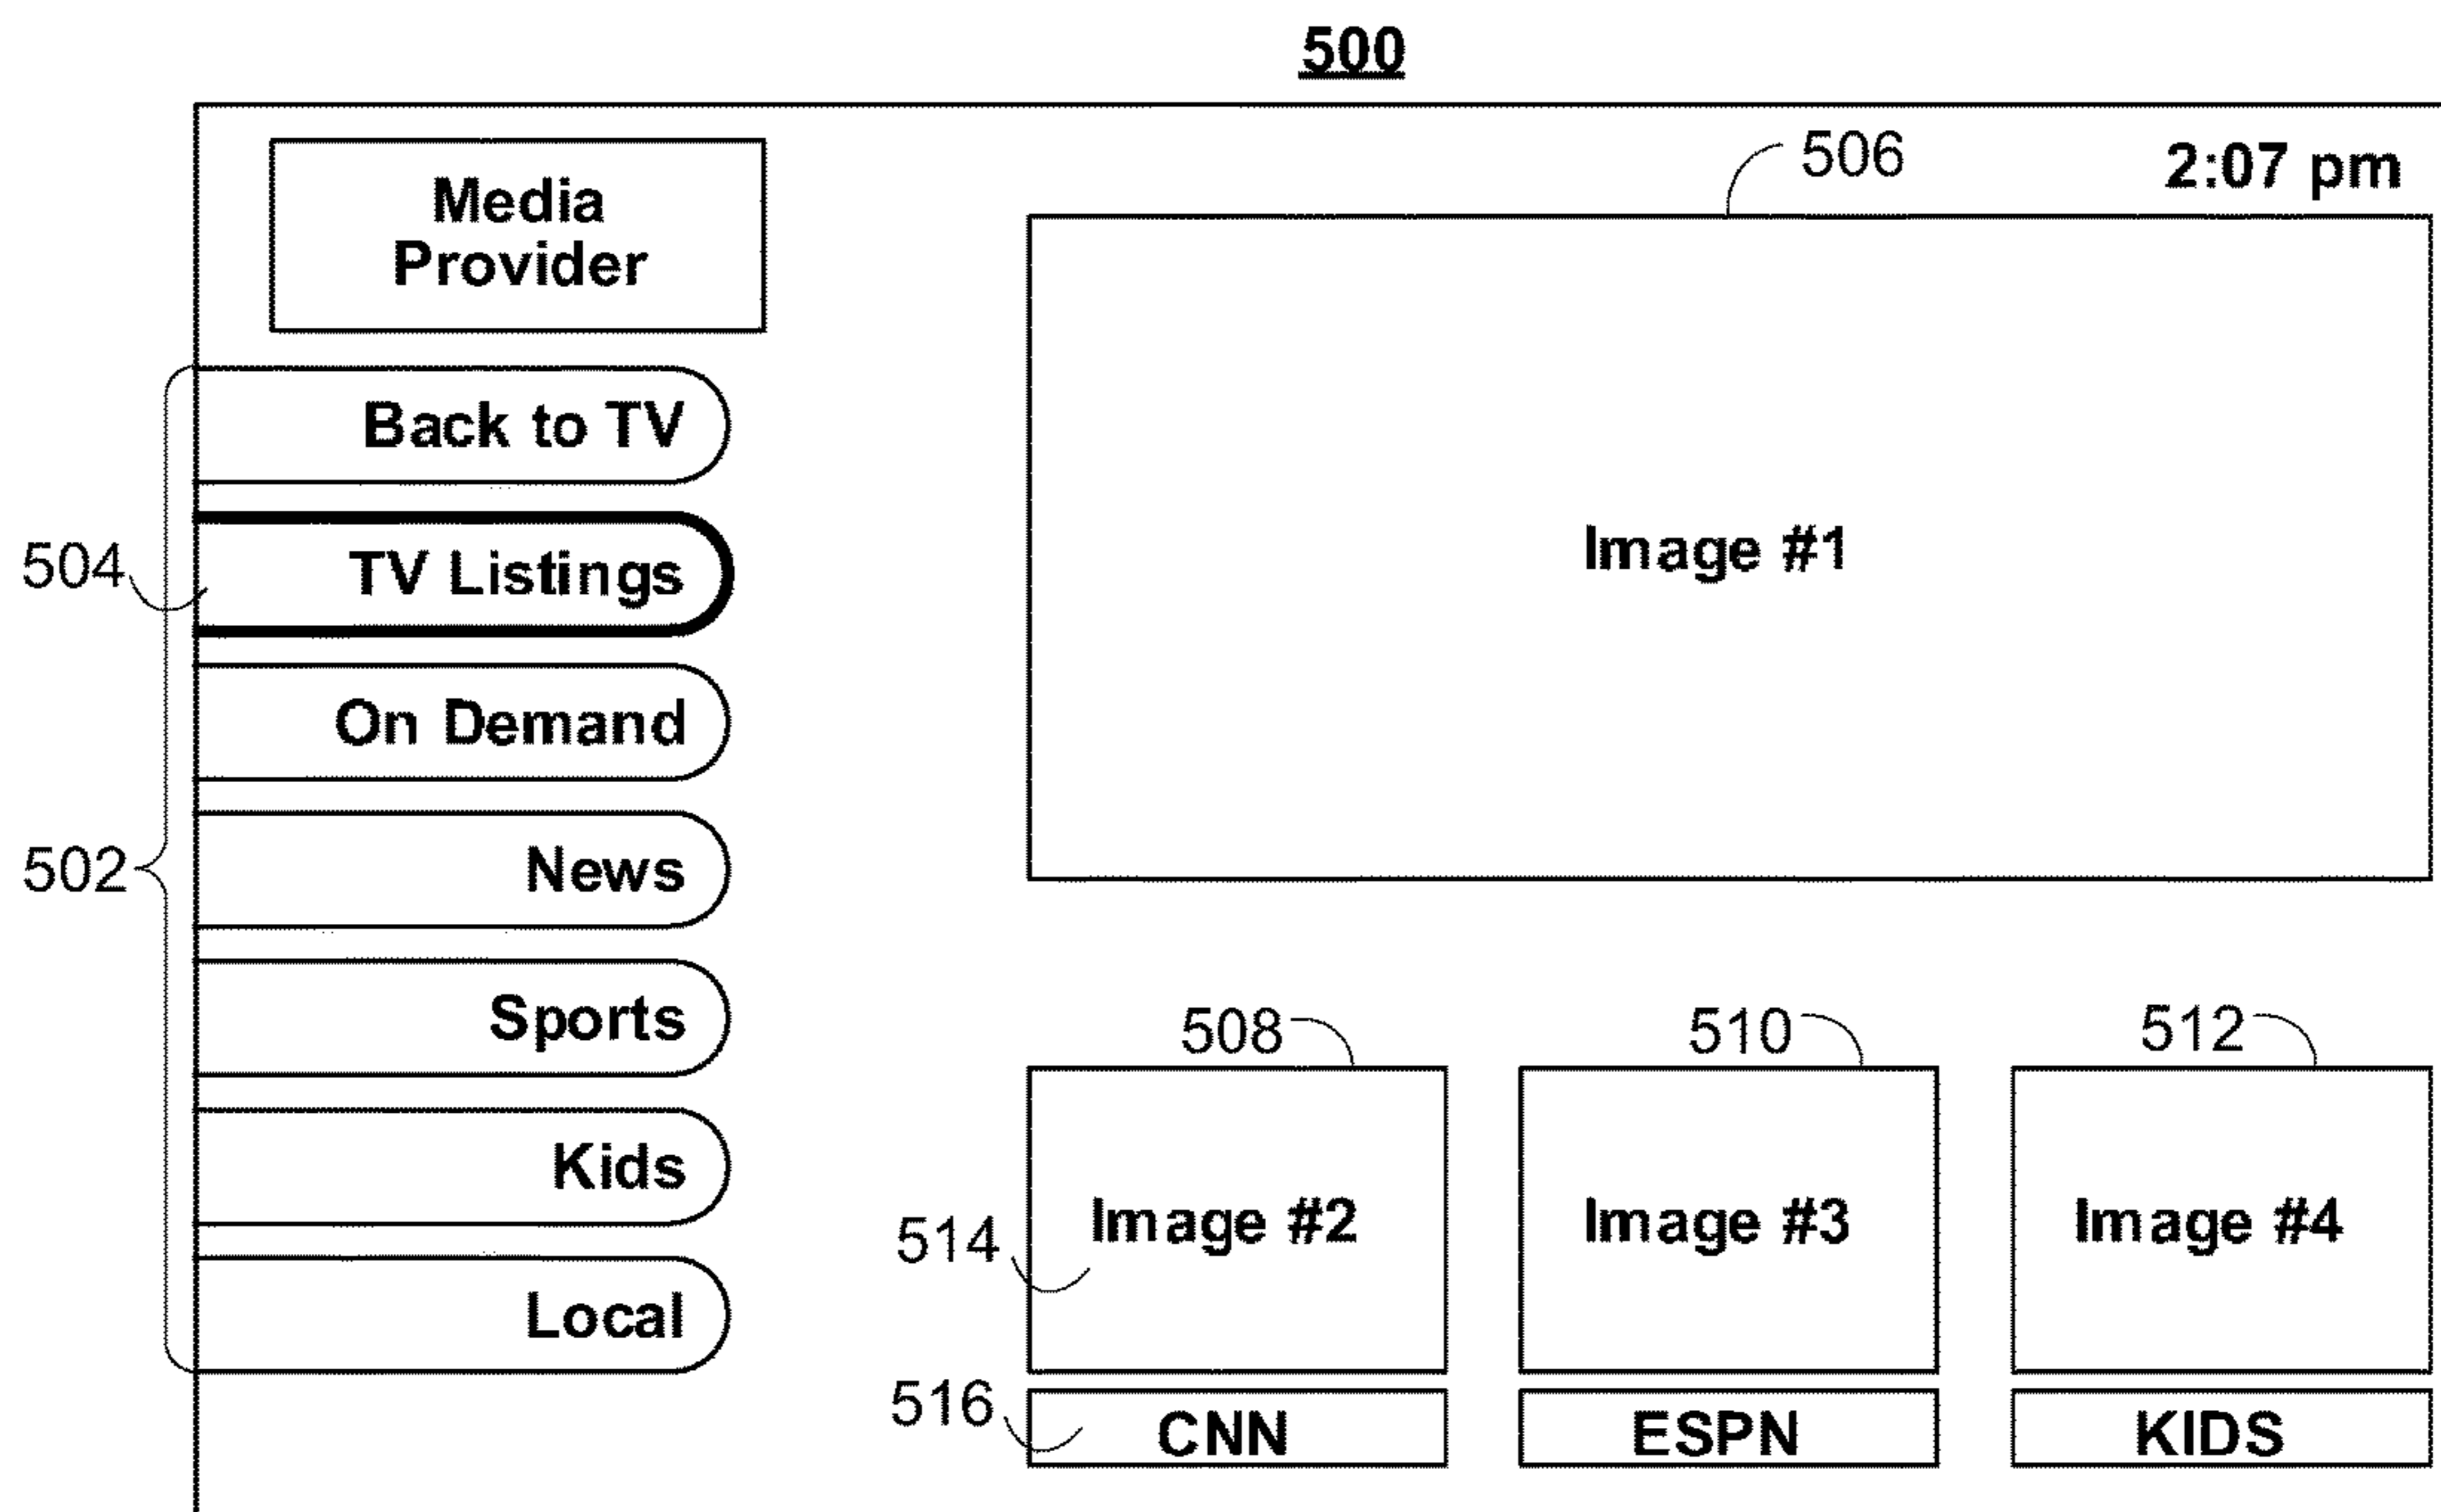 500
506
2:07 pm
Media
Provider
Back to TV
504
TV Listings
Image #1
On Demand
502
News
Sports
508
510
512
Kids
514
Image #2
Image #3
Image #4
Local
516
CNN
ESPN
KIDS